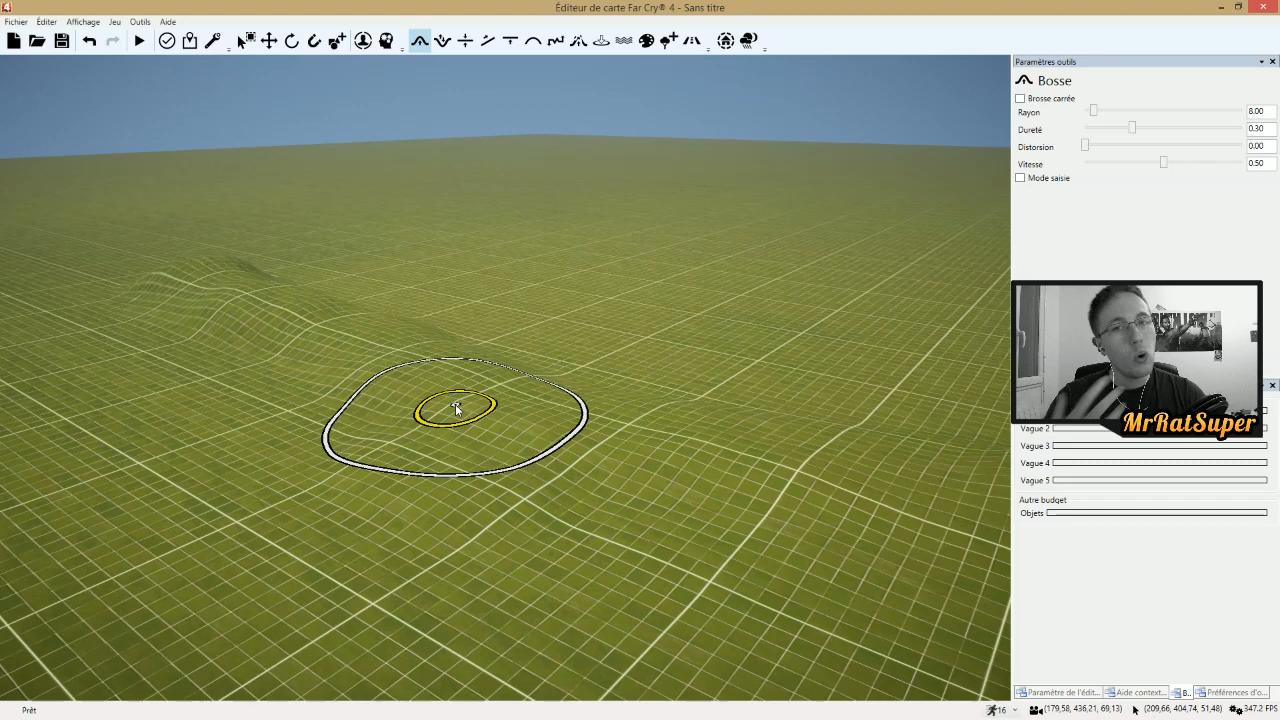 Éditeur de carte Far Cry® 4 - Sans titre
Fichier Éditer Affichage Jeu Outils Aide
Paramètres outils
Bosse
Brosse carrée
Rayon 8.00
Dureté 0.30
Distorsion 0.00
Vitesse 0.50
Mode saisie
MrRatSuper
Vague 2
Vague 3
Vague 4
Vague 5
Autre budget
Objets
Paramètre de l'édit... Aide context... B.. Préférences d'o...
Prêt 16 (179,58, 436,21, 69,13) (209,66, 404,74, 51,48) 347.2 FPS